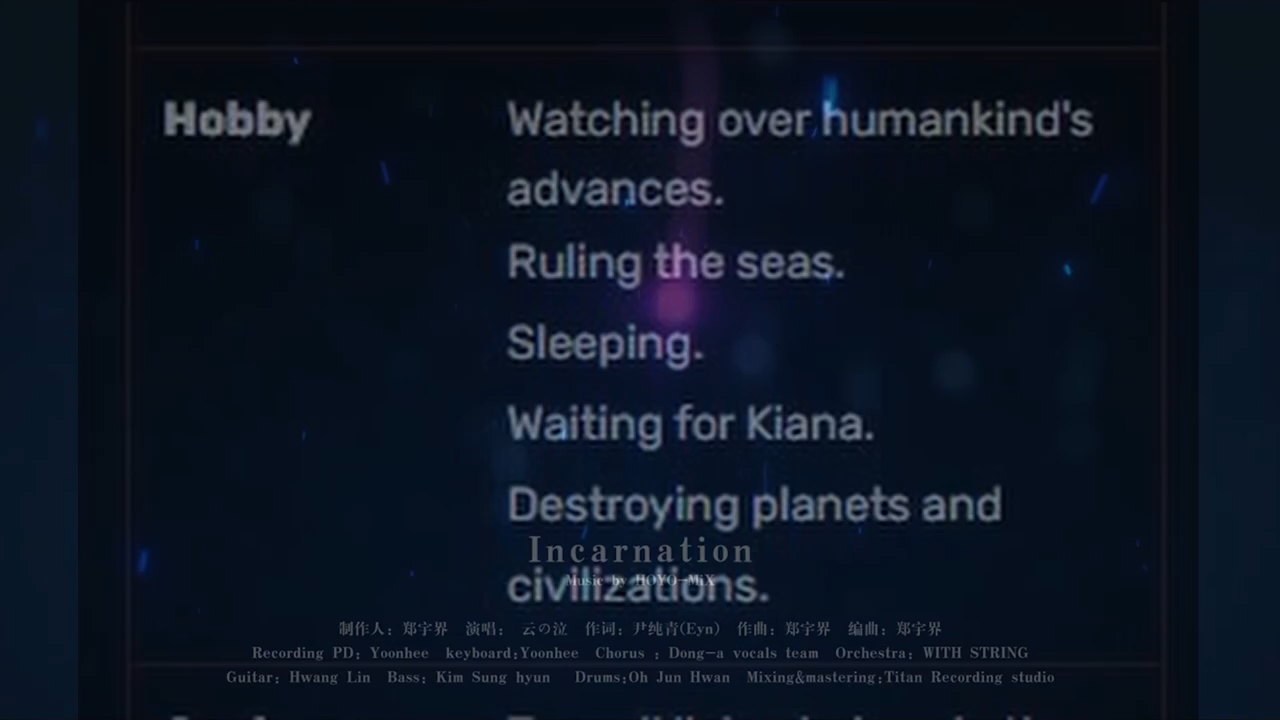 Hobby
Watching over humankind's
advances.
Ruling the seas.
Sleeping.
Waiting for Kiana.
Destroying planets and
Incarnation
Music by HOYO-MiX
civilizations.
制作人：郑宇界 演唱： 云の泣 作词：尹纯青(Eyn) 作曲：郑宇界 编曲：郑宇界
Recording PD: Yoonhee keyboard:Yoonhee Chorus : Dong-a vocals team Orchestra: WITH STRING
Guitar: Hwang Lin Bass: Kim Sung hyun Drums:Oh Jun Hwan Mixing&mastering:Titan Recording studio